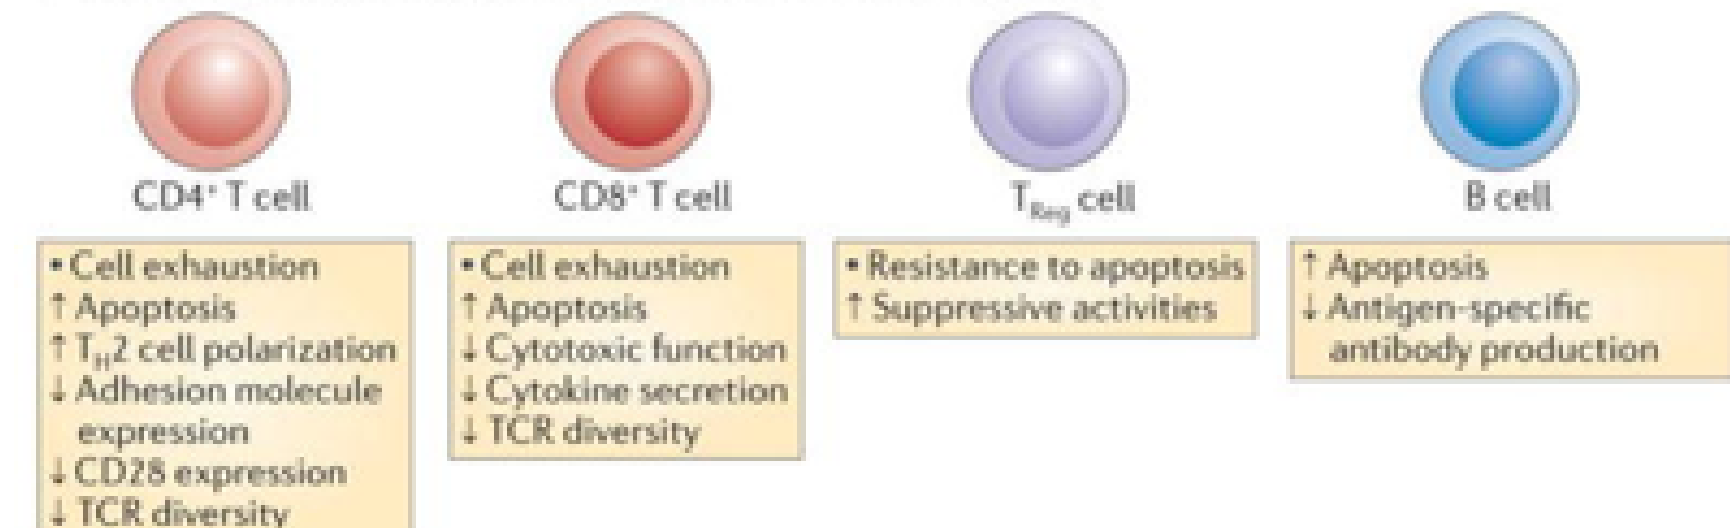 CD4⁺ T cell
• Cell exhaustion
↑ Apoptosis
↑ TH2 cell polarization
↓ Adhesion molecule
expression
↓ CD28 expression
↓ TCR diversity
CD8⁺ T cell
• Cell exhaustion
↑ Apoptosis
↓ Cytotoxic function
↓ Cytokine secretion
↓ TCR diversity
TReg cell
• Resistance to apoptosis
↑ Suppressive activities
B cell
↑ Apoptosis
↓ Antigen-specific
antibody production